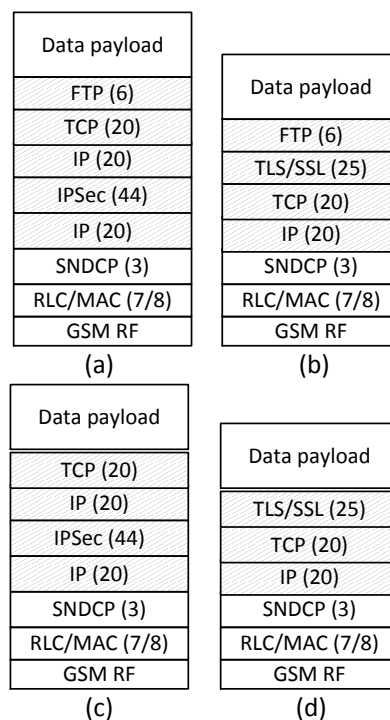 Data payload
FTP (6)
TCP (20)
IP (20)
IPSec (44)
IP (20)
SNDCP (3)
RLC/MAC (7/8)
GSM RF
(a)
Data payload
FTP (6)
TLS/SSL (25)
TCP (20)
IP (20)
SNDCP (3)
RLC/MAC (7/8)
GSM RF
(b)
Data payload
TCP (20)
IP (20)
IPSec (44)
IP (20)
SNDCP (3)
RLC/MAC (7/8)
GSM RF
(c)
Data payload
TLS/SSL (25)
TCP (20)
IP (20)
SNDCP (3)
RLC/MAC (7/8)
GSM RF
(d)